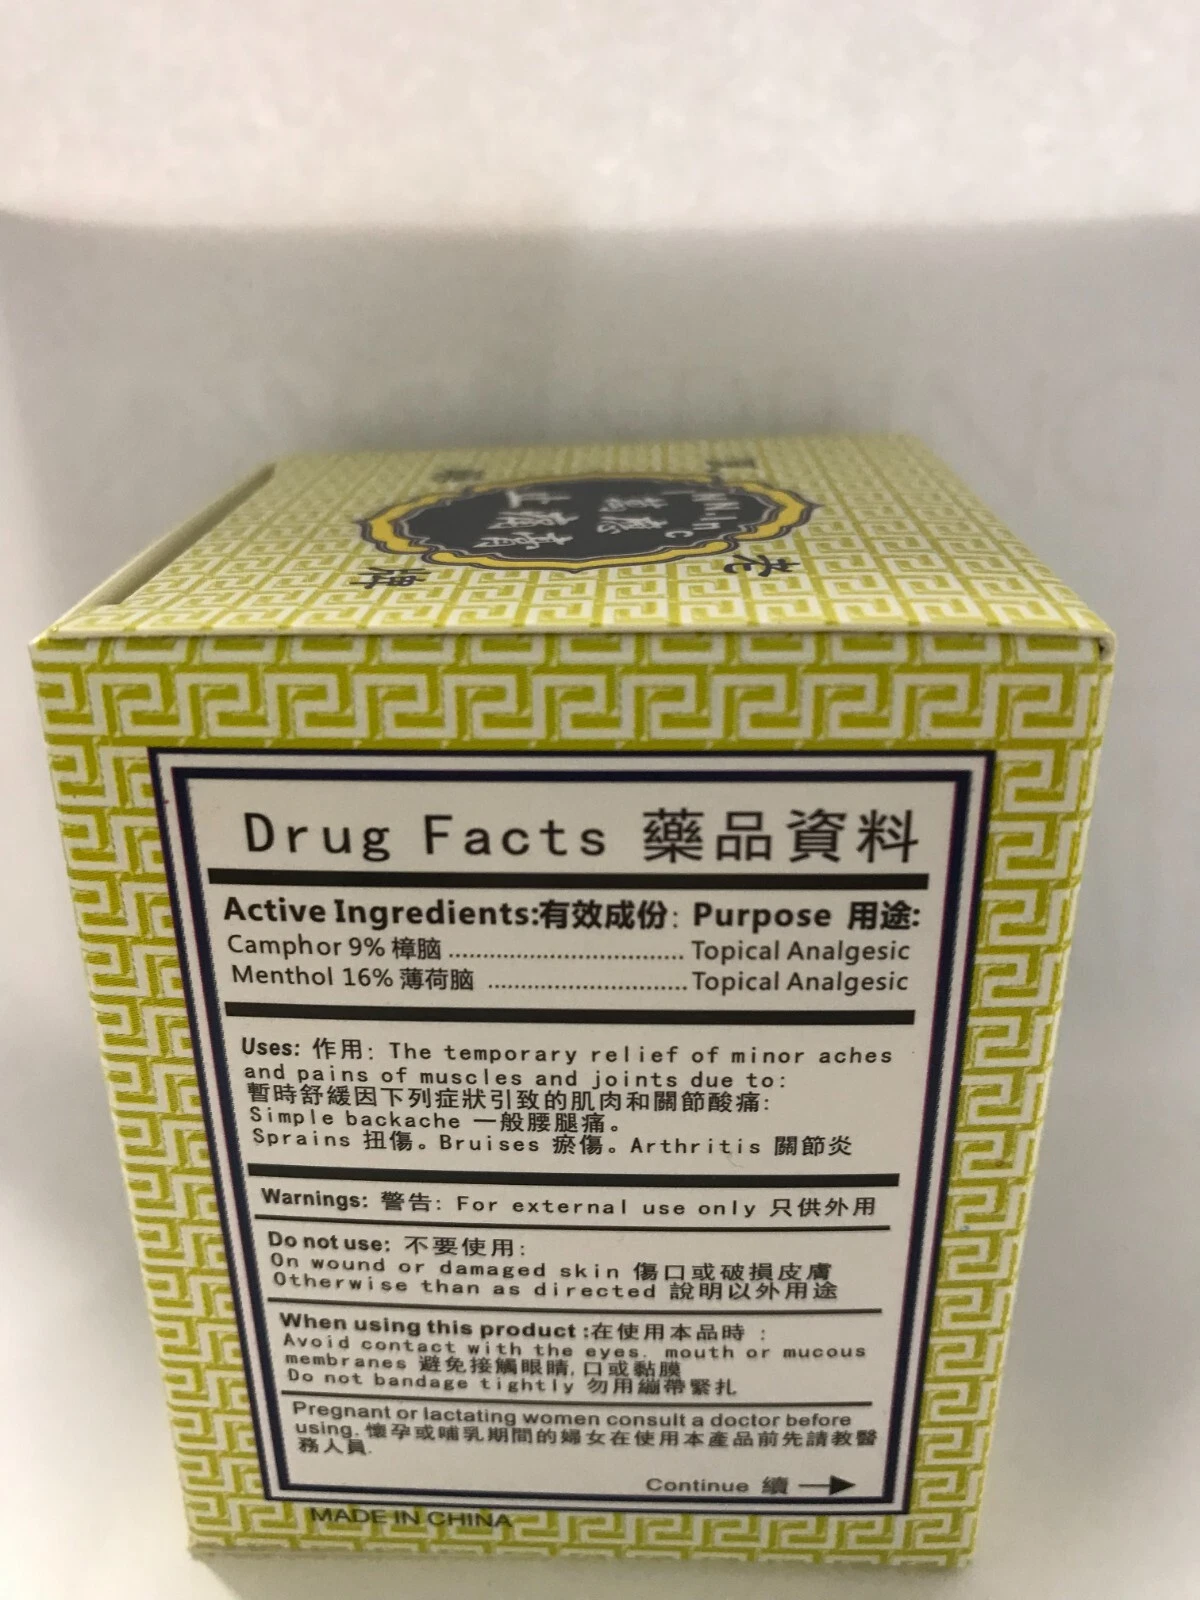 老
牌
Drug Facts 藥品資料
Active Ingredients:有效成份: Purpose 用途:
Camphor 9% 樟脑 ................................... Topical Analgesic
Menthol 16% 薄荷脑 .............................. Topical Analgesic
Uses: 作用: The temporary relief of minor aches
and pains of muscles and joints due to:
暫時舒緩因下列症狀引致的肌肉和關節酸痛:
Simple backache 一般腰腿痛。
Sprains 扭傷。Bruises 瘀傷。Arthritis 關節炎
Warnings: 警告: For external use only 只供外用
Do not use: 不要使用:
On wound or damaged skin 傷口或破損皮膚
Otherwise than as directed 說明以外用途
When using this product :在使用本品時 :
Avoid contact with the eyes. mouth or mucous
membranes 避免接觸眼睛,口或黏膜
Do not bandage tightly 勿用繃帶緊扎
Pregnant or lactating women consult a doctor before
using. 懷孕或哺乳期間的婦女在使用本產品前先請教醫
務人員.
Continue 續
MADE IN CHINA